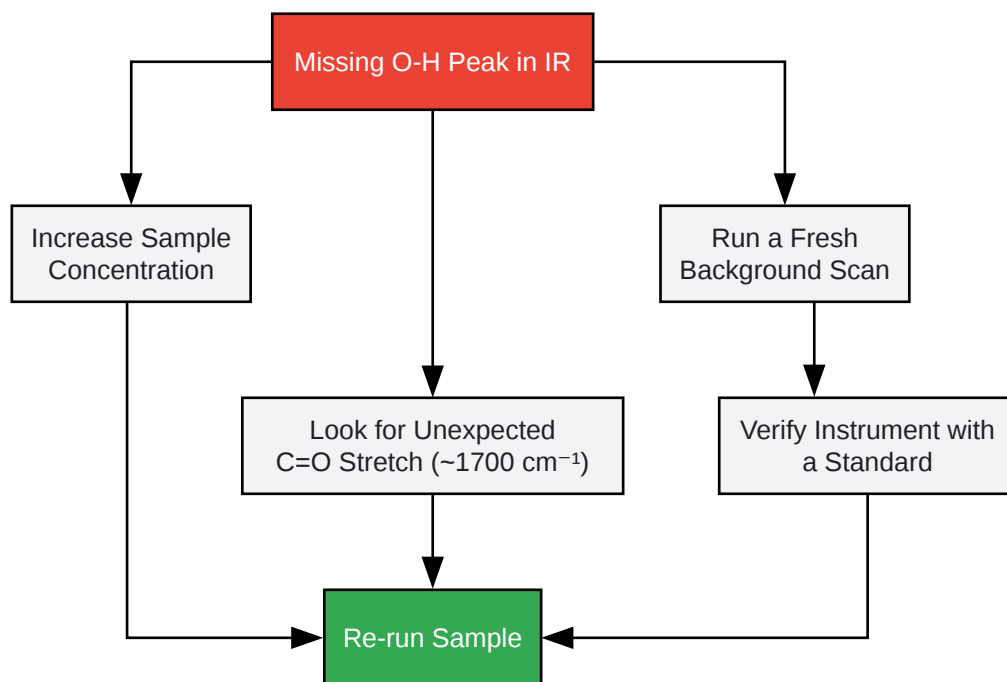 Missing O-H Peak in IR
Increase Sample
Concentration
Run a Fresh
Background Scan
Look for Unexpected
C=O Stretch (~1700 cm⁻¹)
Verify Instrument with
a Standard
Re-run Sample